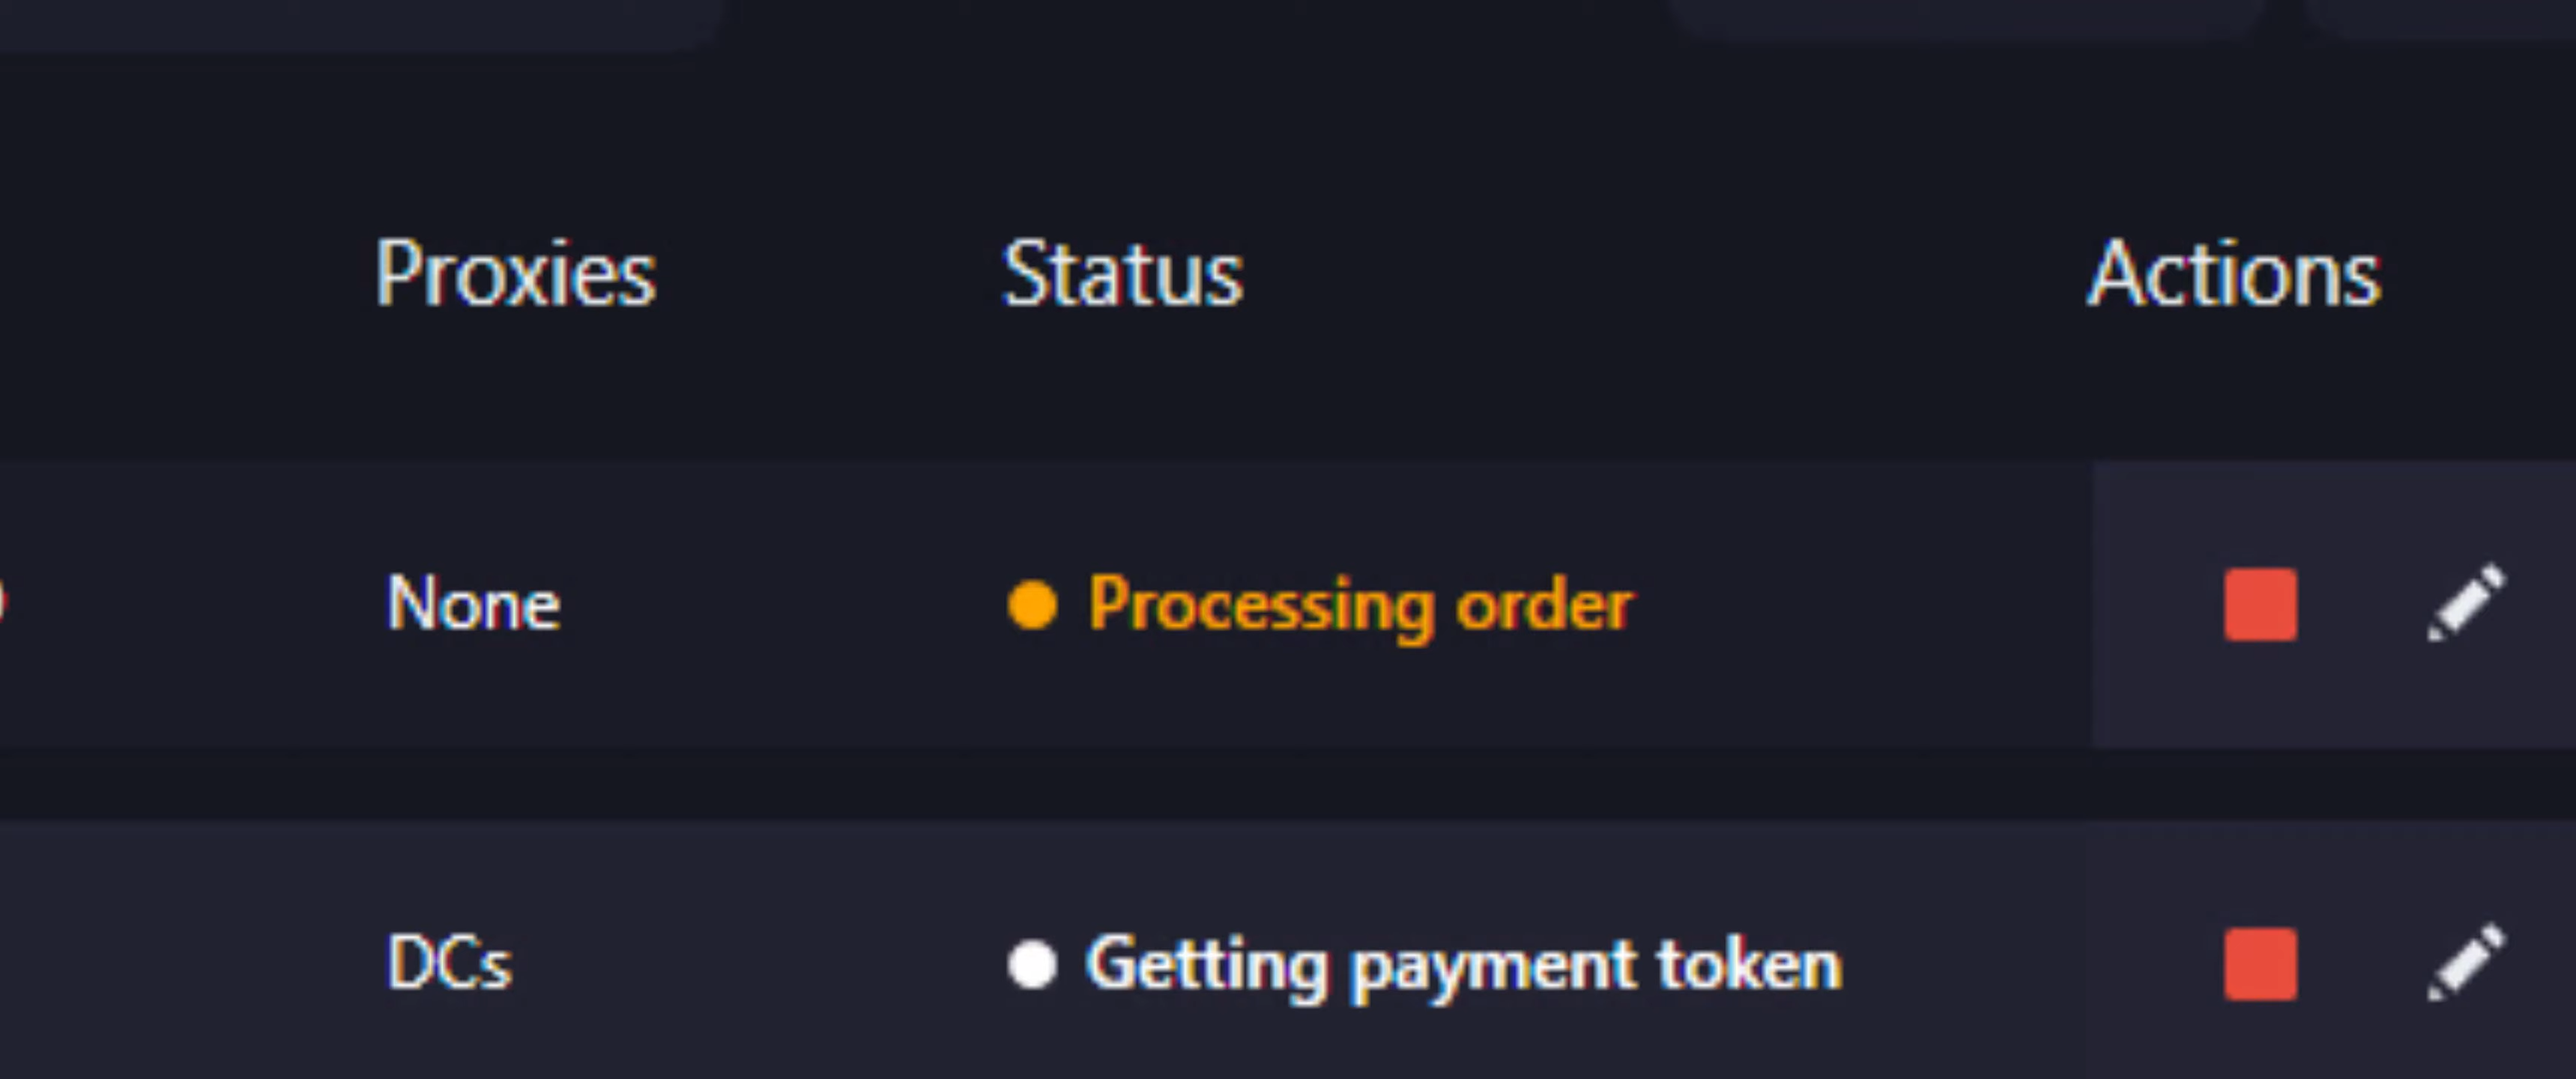 Proxies Status Actions
None Processing order
DCs Getting payment token